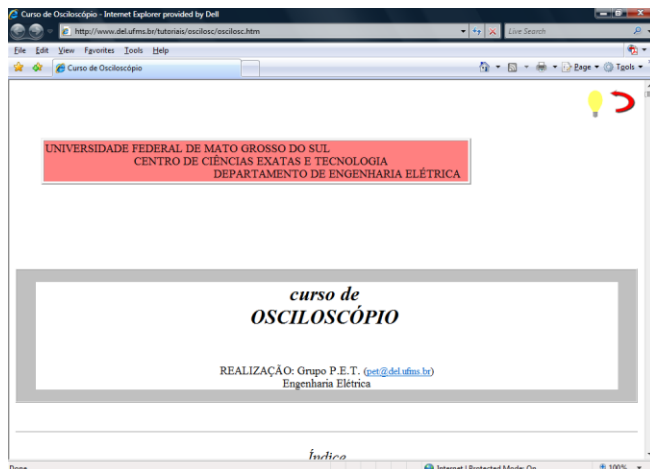 Curso de Osciloscópio - Internet Explorer provided by Dell
http://www.del.ufms.br/tutoriais/oscilosc/oscilosc.htm
Live Search
File Edit View Favorites Tools Help
Curso de Osciloscópio
Page Tools
UNIVERSIDADE FEDERAL DE MATO GROSSO DO SUL
CENTRO DE CIÊNCIAS EXATAS E TECNOLOGIA
DEPARTAMENTO DE ENGENHARIA ELÉTRICA
curso de
OSCILOSCÓPIO
REALIZAÇÃO: Grupo P.E.T. (pet@del.ufms.br)
Engenharia Elétrica
Índice
Done Internet | Protected Mode: On 100%